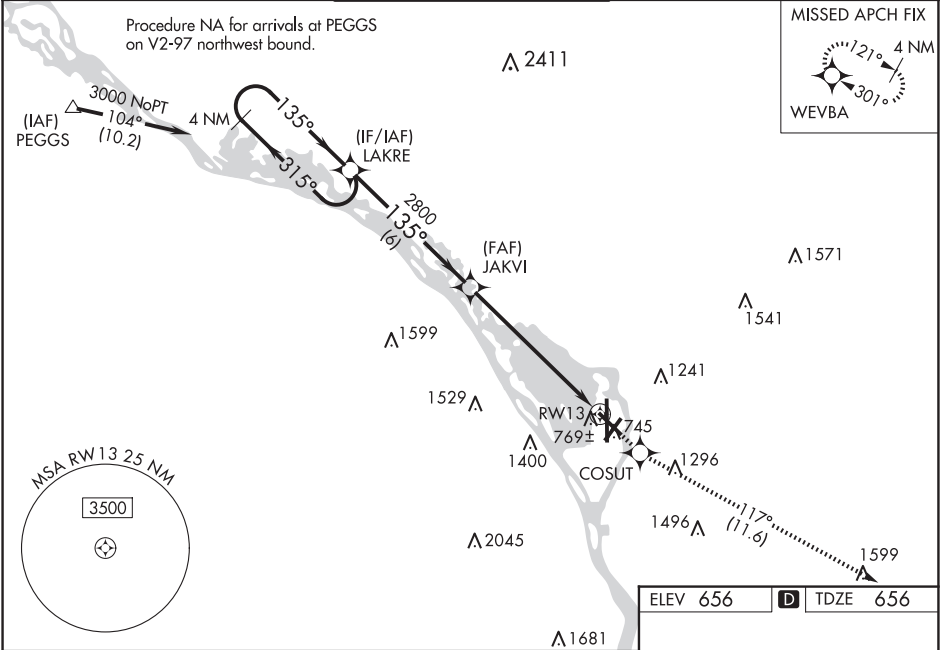 Procedure NA for arrivals at PEGGS
on V2-97 northwest bound.
MISSED APCH FIX
121°
4 NM
301°
WEVBA
2411
3000 NoPT
104°
(10.2)
(IAF)
PEGGS
4 NM
135°
315°
(IF/IAF)
LAKRE
2800
135°
(6)
(FAF)
JAKVI
1571
1541
1599
1241
1529
RW13
769±
745
1400
COSUT
1296
MSA RW13 25 NM
3500
1496
117°
(11.6)
2045
1599
ELEV 656
D
TDZE 656
1681